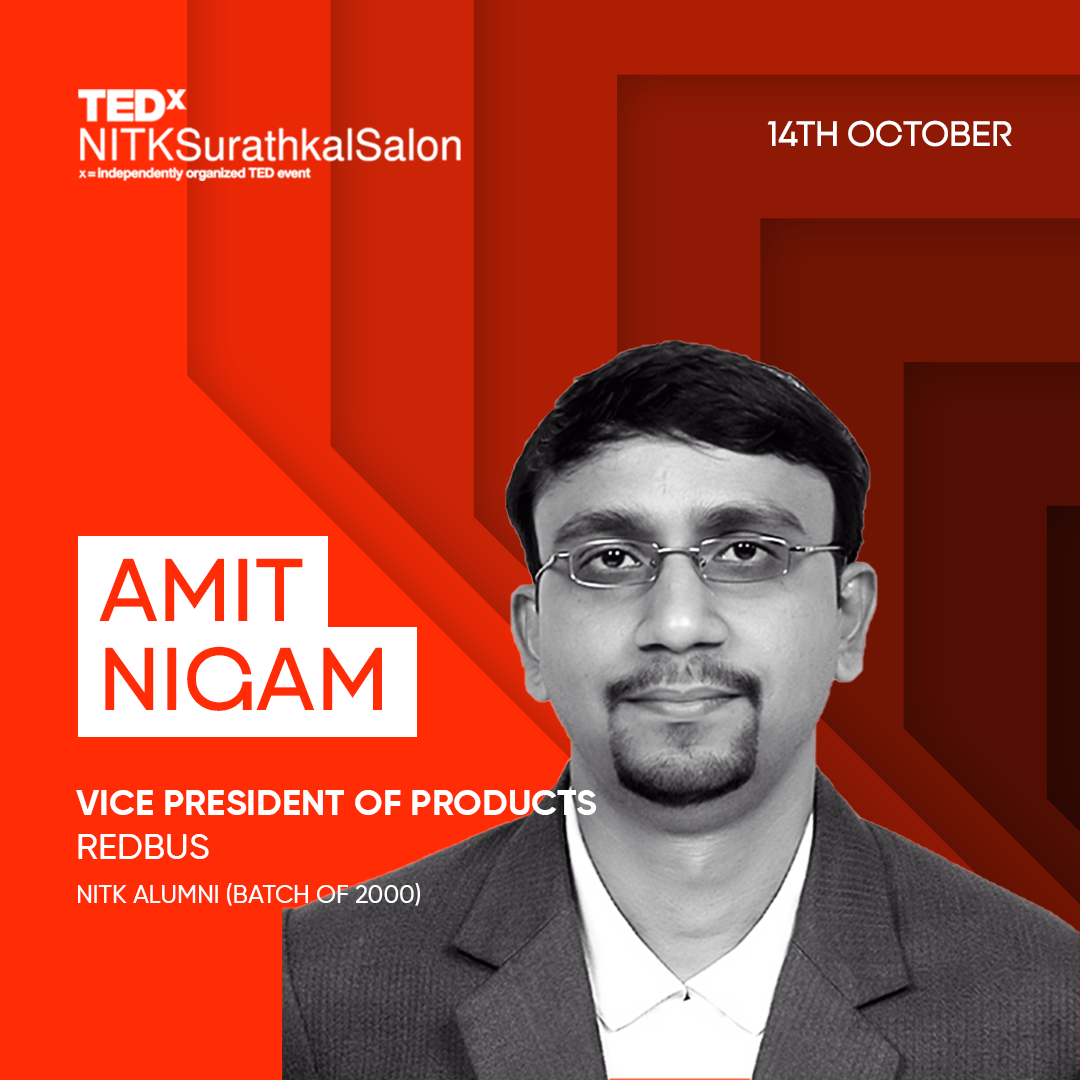 TEDx
NITKSurathkalSalon
x = independently organized TED event
14TH OCTOBER
AMIT
NIGAM
VICE PRESIDENT OF PRODUCTS
REDBUS
NITK ALUMNI (BATCH OF 2000)